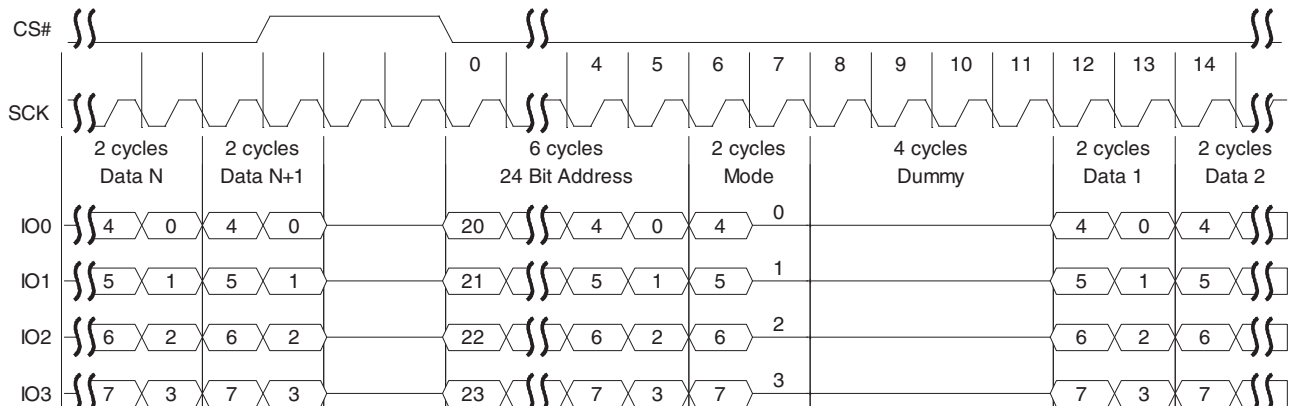 CS#
0 4 5 6 7 8 9 10 11 12 13 14
SCK
2 cycles 2 cycles 6 cycles 2 cycles 4 cycles 2 cycles 2 cycles
Data N Data N+1 24 Bit Address Mode Dummy Data 1 Data 2
IO0 4 0 4 0 20 4 0 4 0 4 0 4
IO1 5 1 5 1 21 5 1 5 1 5 1 5
IO2 6 2 6 2 22 6 2 6 2 6 2 6
IO3 7 3 7 3 23 7 3 7 3 7 3 7